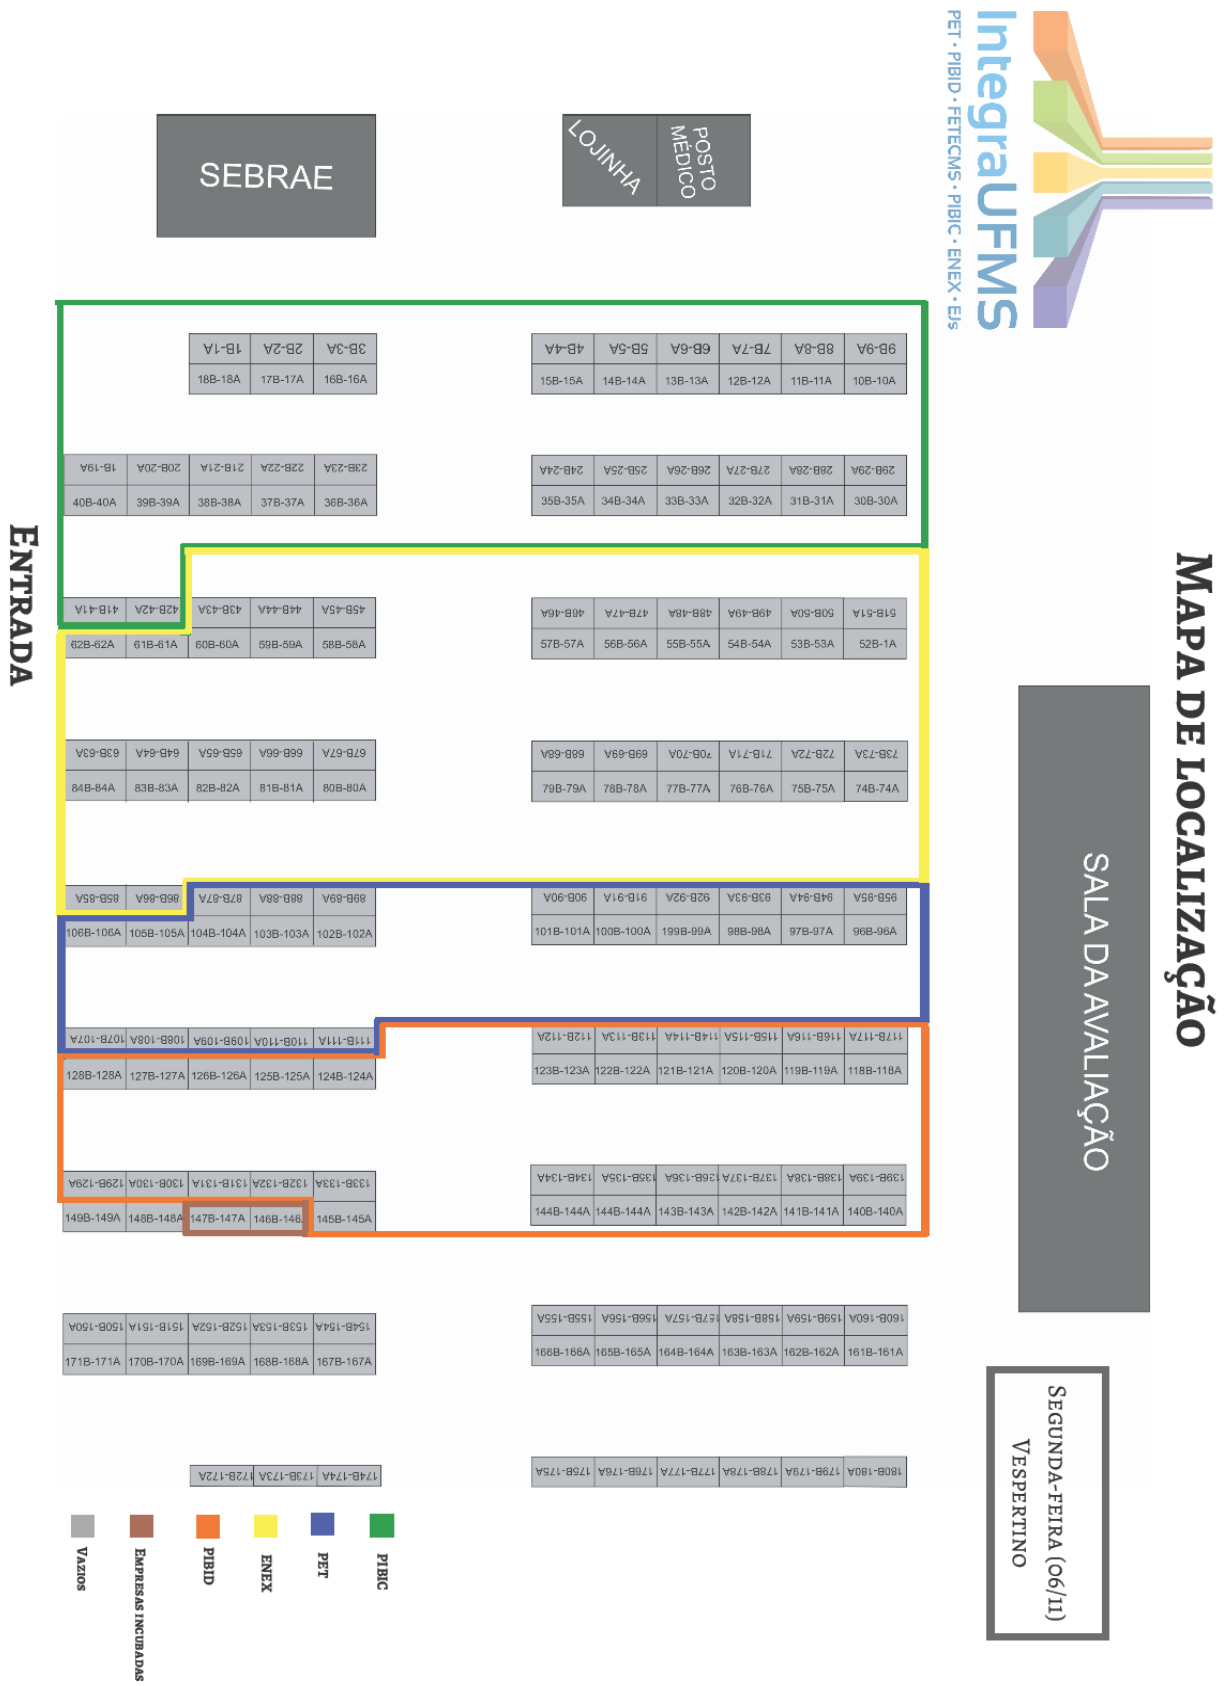 IntegraUFMS
PET • PIBID • FETECMS • PIBIC • ENEX • EJs
MAPA DE LOCALIZAÇÃO
ENTRADA
SEBRAE
LOJINHA
POSTO MÉDICO
SALA DA AVALIAÇÃO
1B-1A 2B-2A 3B-3A 4B-4A 5B-5A 6B-6A 7B-7A 8B-8A 9B-9A
18B-18A 17B-17A 16B-16A 15B-15A 14B-14A 13B-13A 12B-12A 11B-11A 10B-10A
1B-19A 20B-20A 21B-21A 22B-22A 23B-23A 24B-24A 25B-25A 26B-26A 27B-27A 28B-28A 29B-29A
40B-40A 39B-39A 38B-38A 37B-37A 36B-36A 35B-35A 34B-34A 33B-33A 32B-32A 31B-31A 30B-30A
41B-41A 42B-42A 43B-43A 44B-44A 45B-45A 46B-46A 47B-47A 48B-48A 49B-49A 50B-50A 51B-51A
62B-62A 61B-61A 60B-60A 59B-59A 58B-58A 57B-57A 56B-56A 55B-55A 54B-54A 53B-53A 52B-1A
63B-63A 64B-64A 65B-65A 66B-66A 67B-67A 68B-68A 69B-69A 70B-70A 71B-71A 72B-72A 73B-73A
84B-84A 83B-83A 82B-82A 81B-81A 80B-80A 79B-79A 78B-78A 77B-77A 76B-76A 75B-75A 74B-74A
85B-85A 86B-86A 87B-87A 88B-88A 89B-89A 90B-90A 91B-91A 92B-92A 93B-93A 94B-94A 95B-95A
106B-106A 105B-105A 104B-104A 103B-103A 102B-102A 101B-101A 100B-100A 199B-99A 98B-98A 97B-97A 96B-96A
107B-107A 108B-108A 109B-109A 110B-110A 111B-111A 112B-112A 113B-113A 114B-114A 115B-115A 116B-116A 117B-117A
128B-128A 127B-127A 126B-126A 125B-125A 124B-124A 123B-123A 122B-122A 121B-121A 120B-120A 119B-119A 118B-118A
129B-129A 130B-130A 131B-131A 132B-132A 133B-133A 134B-134A 135B-135A 136B-136A 137B-137A 138B-138A 139B-139A
149B-149A 148B-148A 147B-147A 146B-146 145B-145A 144B-144A 144B-144A 143B-143A 142B-142A 141B-141A 140B-140A
150B-150A 151B-151A 152B-152A 153B-153A 154B-154A 155B-155A 156B-156A 157B-157A 158B-158A 159B-159A 160B-160A
171B-171A 170B-170A 169B-169A 168B-168A 167B-167A 166B-166A 165B-165A 164B-164A 163B-163A 162B-162A 161B-161A
172B-172A 173B-173A 174B-174A 175B-175A 176B-176A 177B-177A 178B-178A 179B-179A 180B-180A
SEGUNDA-FEIRA (06/11)
VESPERTINO
PIBIC
PET
ENEX
PIBID
EMPRESAS INCUBADAS
VAZIOS